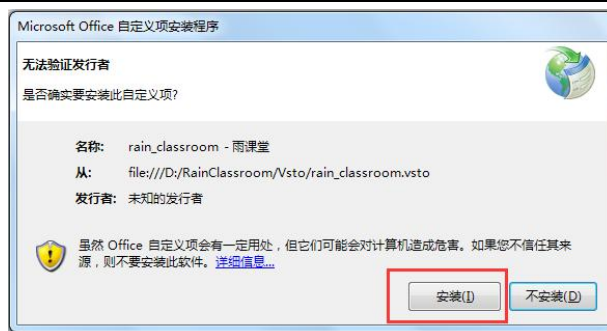 Microsoft Office 自定义项安装程序
无法验证发行者
是否确实要安装此自定义项?
名称: rain_classroom - 雨课堂
从: file:///D:/RainClassroom/Vsto/rain_classroom.vsto
发行者: 未知的发行者
虽然 Office 自定义项会有一定用处，但它们可能会对计算机造成危害。如果您不信任其来
源，则不要安装此软件。详细信息...
安装(I) 不安装(D)